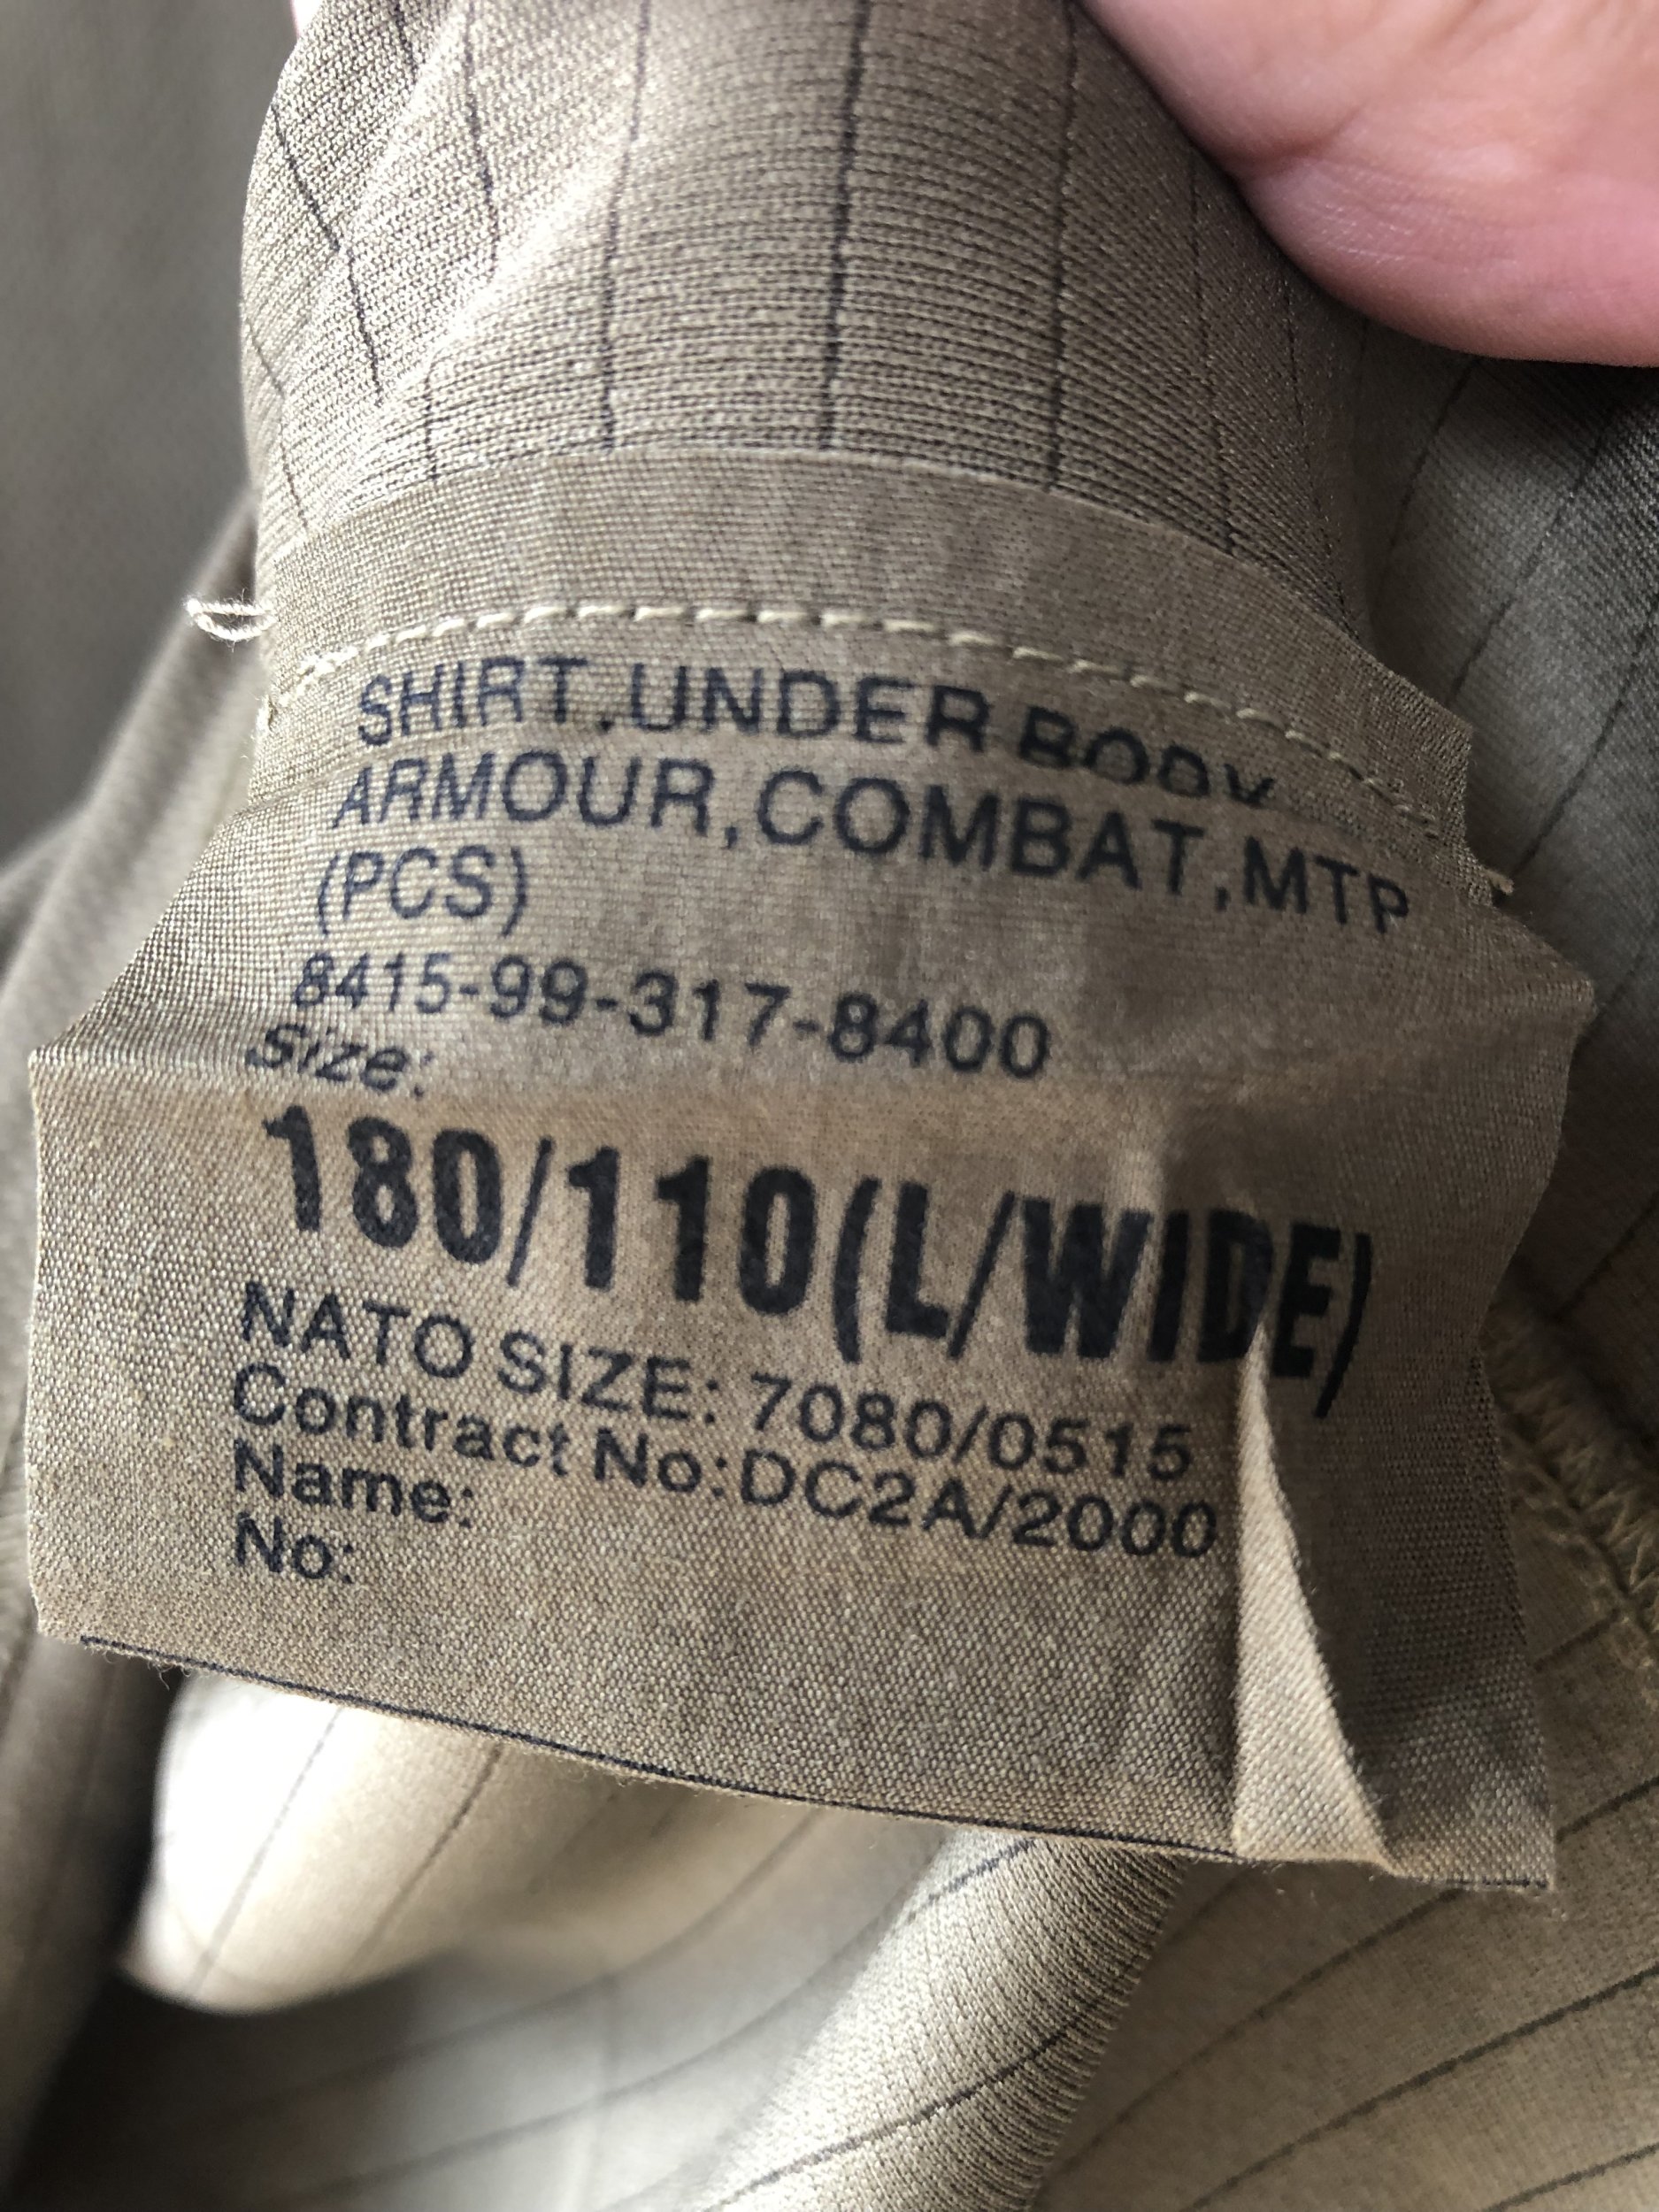 SHIRT,UNDER BODY
ARMOUR,COMBAT,MTP
(PCS)
8415-99-317-8400
Size:
180/110(L/WIDE)
NATO SIZE: 7080/0515
Contract No:DC2A/2000
Name:
No: